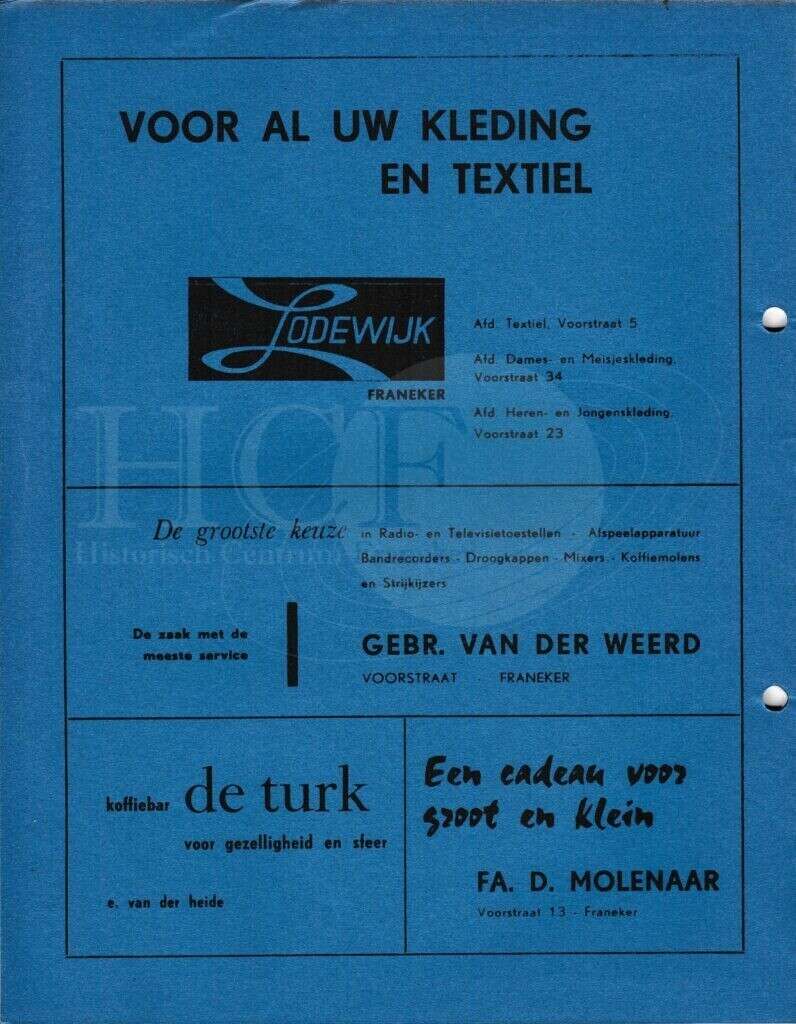 VOOR AL UW KLEDING
EN TEXTIEL
LODEWIJK
FRANEKER
Afd. Textiel, Voorstraat 5
Afd. Dames- en Meisjeskleding,
Voorstraat 34
Afd. Heren- en Jongenskleding,
Voorstraat 23
HCF
Historisch Centrum
De grootste keuze in Radio- en Televisietoestellen - Afspeelapparatuur
Bandrecorders - Droogkappen - Mixers - Koffiemolens
en Strijkijzers
De zaak met de
meeste service
GEBR. VAN DER WEERD
VOORSTRAAT - FRANEKER
koffiebar de turk
voor gezelligheid en sfeer
e. van der heide
Een cadeau voor
groot en klein
FA. D. MOLENAAR
Voorstraat 13 - Franeker